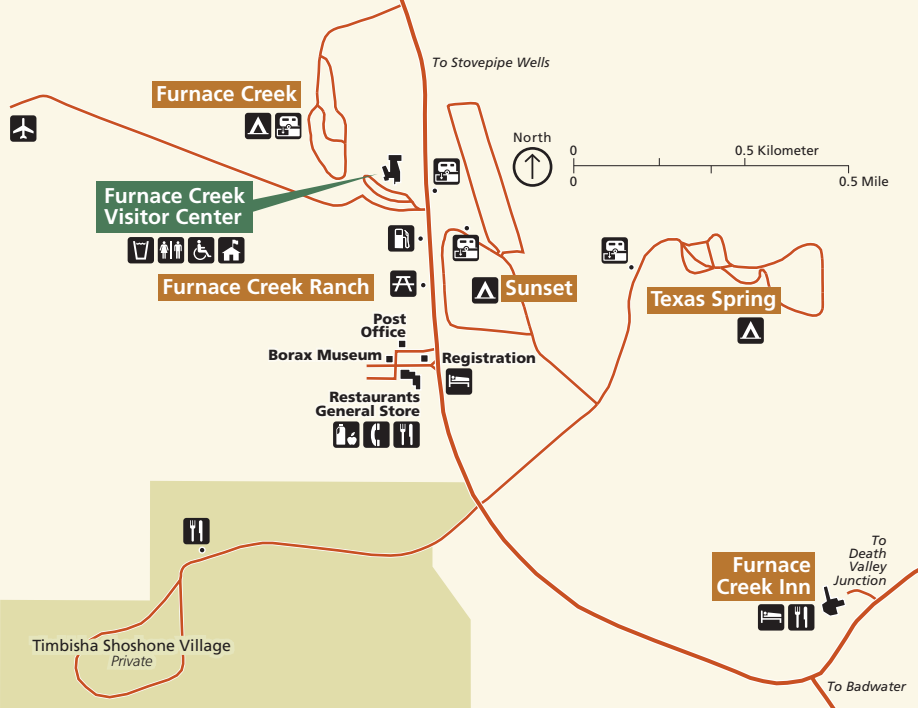 To Stovepipe Wells
Furnace Creek
North
0
0.5 Kilometer
0
0.5 Mile
Furnace Creek
Visitor Center
Furnace Creek Ranch
Sunset
Texas Spring
Post
Office
Borax Museum
Registration
Restaurants
General Store
To
Death
Valley
Junction
Furnace
Creek Inn
Timbisha Shoshone Village
Private
To Badwater